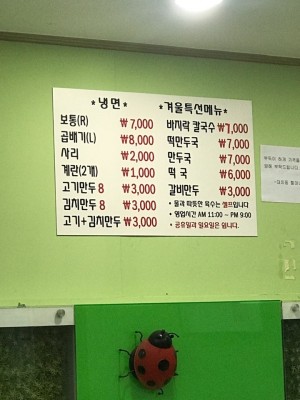 *냉면*
보통(R) ₩7,000
곱배기(L) ₩8,000
사리 ₩2,000
계란(2개) ₩1,000
고기만두 8 ₩3,000
김치만두 8 ₩3,000
고기+김치만두 ₩3,000
*겨울특선메뉴*
바지락 칼국수 ₩7,000
떡만두국 ₩7,000
만두국 ₩7,000
떡 국 ₩6,000
갈비만두 ₩3,000
• 물과 따뜻한 육수는 셀프입니다
• 영업시간 AM 11:00 ~ PM 9:00
• 공휴일과 일요일은 쉽니다.